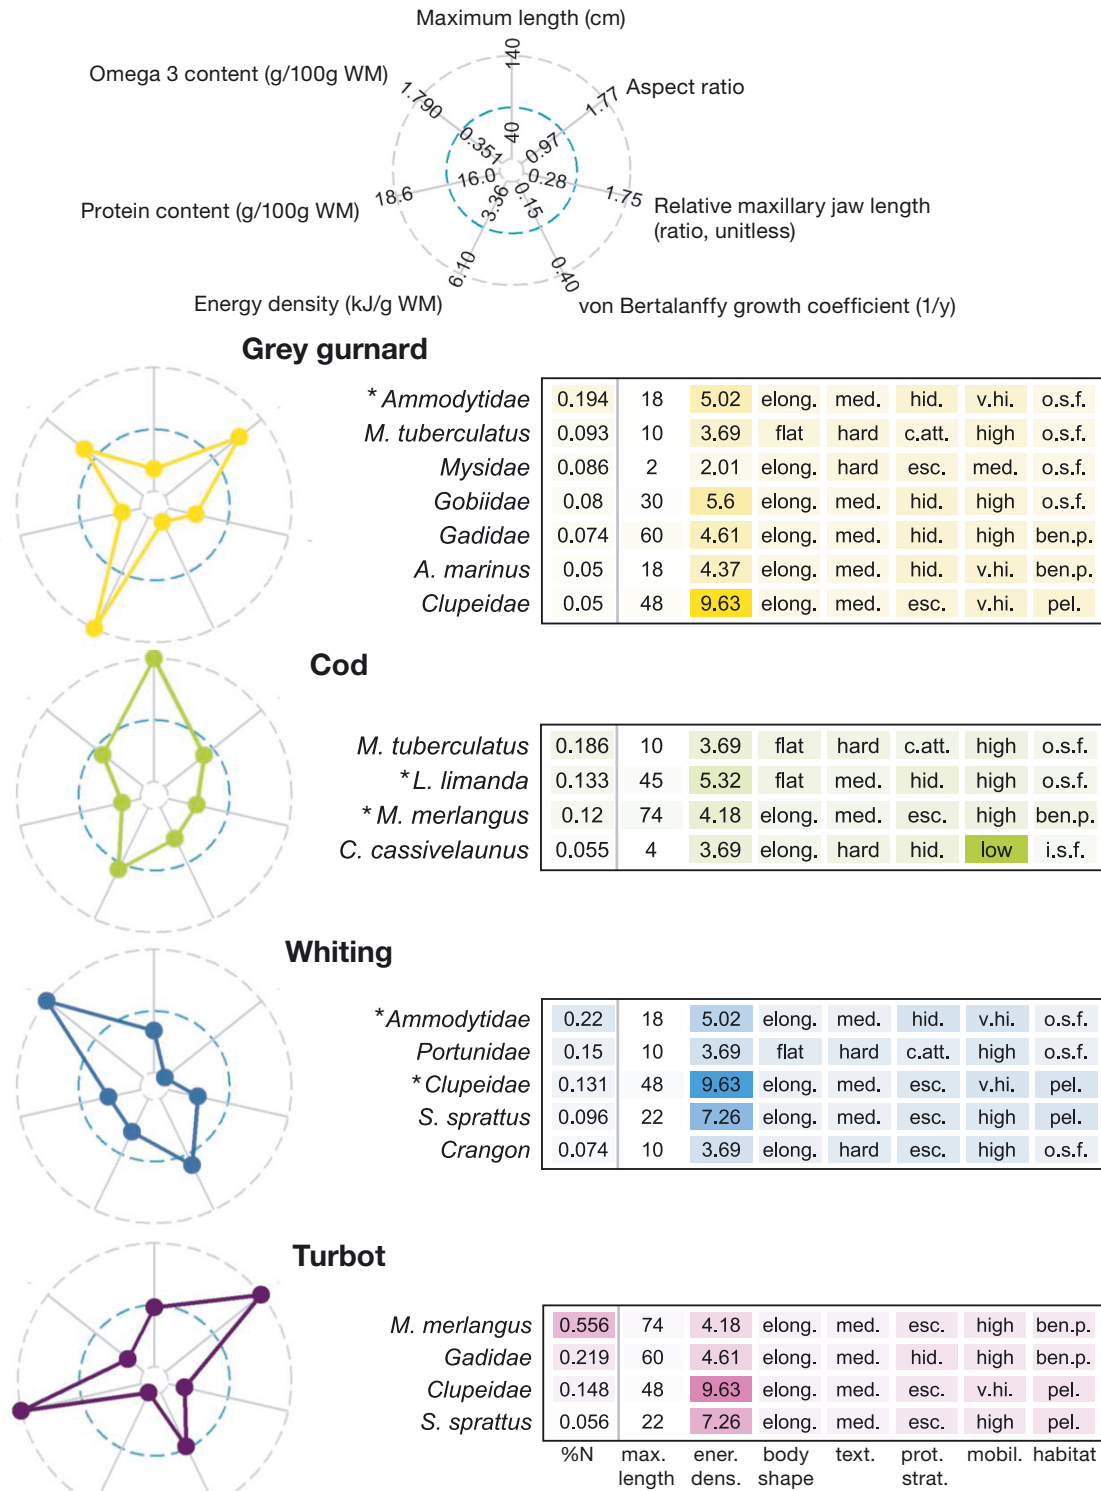 Maximum length (cm)
140
Omega 3 content (g/100g WM)
1.790
Aspect ratio
1.77
40
0.351
0.97
16.0
0.28
18.6
1.75
Protein content (g/100g WM)
Relative maxillary jaw length
(ratio, unitless)
3.36
0.15
6.10
0.40
Energy density (kJ/g WM)
von Bertalanffy growth coefficient (1/y)
Grey gurnard
* Ammodytidae 0.194 18 5.02 elong. med. hid. v.hi. o.s.f.
M. tuberculatus 0.093 10 3.69 flat hard c.att. high o.s.f.
Mysidae 0.086 2 2.01 elong. hard esc. med. o.s.f.
Gobiidae 0.08 30 5.6 elong. med. hid. high o.s.f.
Gadidae 0.074 60 4.61 elong. med. hid. high ben.p.
A. marinus 0.05 18 4.37 elong. med. hid. v.hi. ben.p.
Clupeidae 0.05 48 9.63 elong. med. esc. v.hi. pel.
Cod
M. tuberculatus 0.186 10 3.69 flat hard c.att. high o.s.f.
* L. limanda 0.133 45 5.32 flat med. hid. high o.s.f.
* M. merlangus 0.12 74 4.18 elong. med. esc. high ben.p.
C. cassivelaunus 0.055 4 3.69 elong. hard hid. low i.s.f.
Whiting
* Ammodytidae 0.22 18 5.02 elong. med. hid. v.hi. o.s.f.
Portunidae 0.15 10 3.69 flat hard c.att. high o.s.f.
* Clupeidae 0.131 48 9.63 elong. med. esc. v.hi. pel.
S. sprattus 0.096 22 7.26 elong. med. esc. high pel.
Crangon 0.074 10 3.69 elong. hard esc. high o.s.f.
Turbot
M. merlangus 0.556 74 4.18 elong. med. esc. high ben.p.
Gadidae 0.219 60 4.61 elong. med. hid. high ben.p.
Clupeidae 0.148 48 9.63 elong. med. esc. v.hi. pel.
S. sprattus 0.056 22 7.26 elong. med. esc. high pel.
%N max. ener. body text. prot. mobil. habitat
length dens. shape strat.